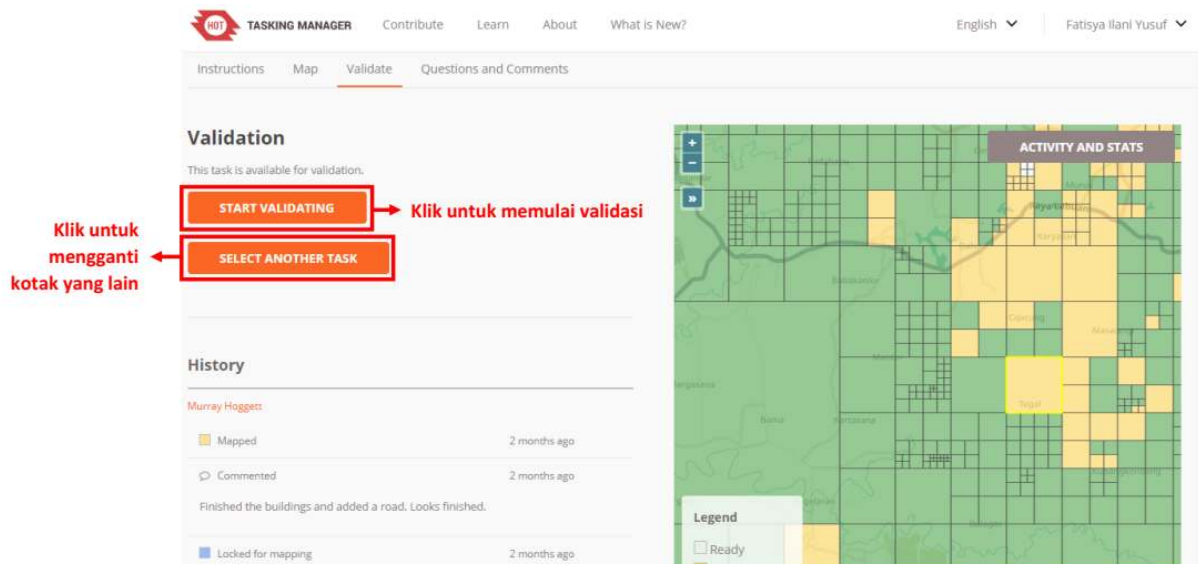 HOT TASKING MANAGER Contribute Learn About What is New? English Fatisya Ilani Yusuf
Instructions Map Validate Questions and Comments
Validation
This task is available for validation.
START VALIDATING
Klik untuk memulai validasi
Klik untuk
mengganti
kotak yang lain
SELECT ANOTHER TASK
History
Murray Hoggett
Mapped 2 months ago
Commented 2 months ago
Finished the buildings and added a road. Looks finished.
Locked for mapping 2 months ago
+
-
»
ACTIVITY AND STATS
Tegal
Legend
Ready